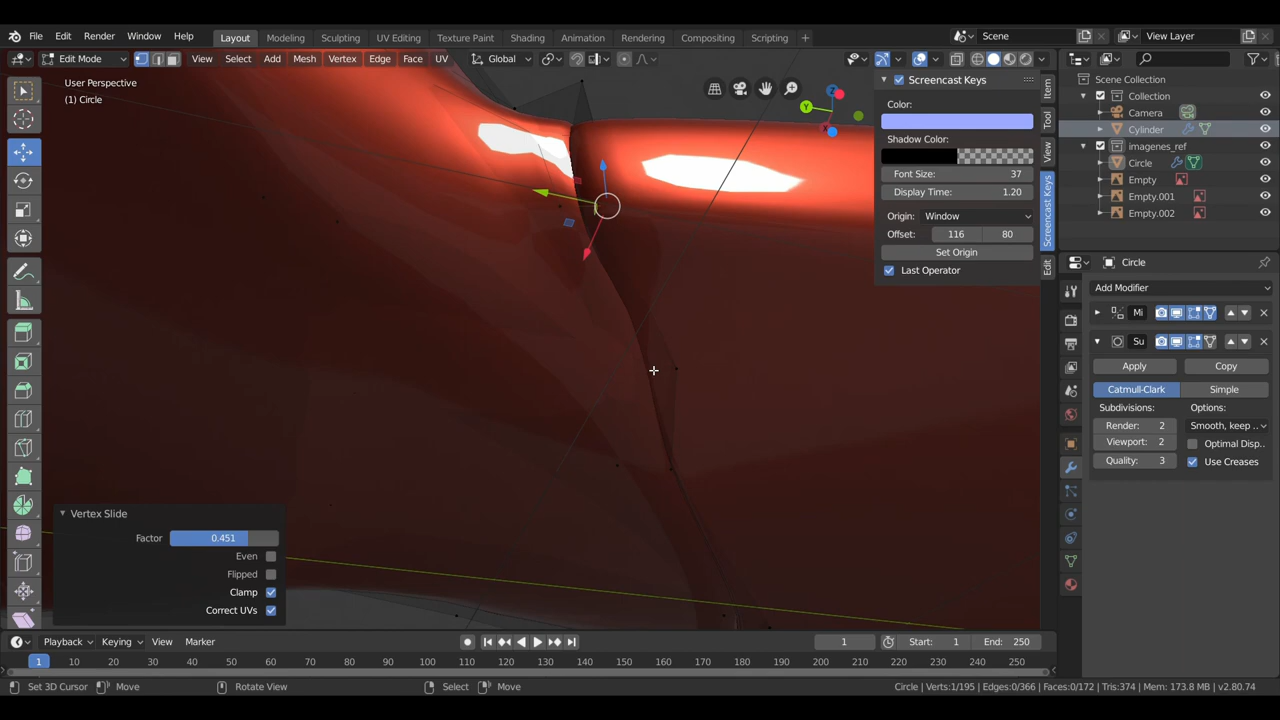 File Edit Render Window Help Layout Modeling Sculpting UV Editing Texture Paint Shading Animation Rendering Compositing Scripting + Scene View Layer
Edit Mode View Select Add Mesh Vertex Edge Face UV Global
User Perspective
(1) Circle
Screencast Keys
Color:
Shadow Color:
Font Size: 37
Display Time: 1.20
Origin: Window
Offset: 116 80
Set Origin
Last Operator
Item
Tool
View
Screencast Keys
Edit
Y
Z
Scene Collection
Collection
Camera
Cylinder
imagenes_ref
Circle
Empty
Empty.001
Empty.002
Circle
Add Modifier
Mi
Su
Apply Copy
Catmull-Clark Simple
Subdivisions: Options:
Render: 2 Smooth, keep ..
Viewport: 2 Optimal Disp..
Quality: 3 Use Creases
Vertex Slide
Factor 0.451
Even
Flipped
Clamp
Correct UVs
Playback Keying View Marker 1 Start: 1 End: 250
1 10 20 30 40 50 60 70 80 90 100 110 120 130 140 150 160 170 180 190 200 210 220 230 240 250
Set 3D Cursor Move Rotate View Select Move Circle | Verts:1/195 | Edges:0/366 | Faces:0/172 | Tris:374 | Mem: 173.8 MB | v2.80.74